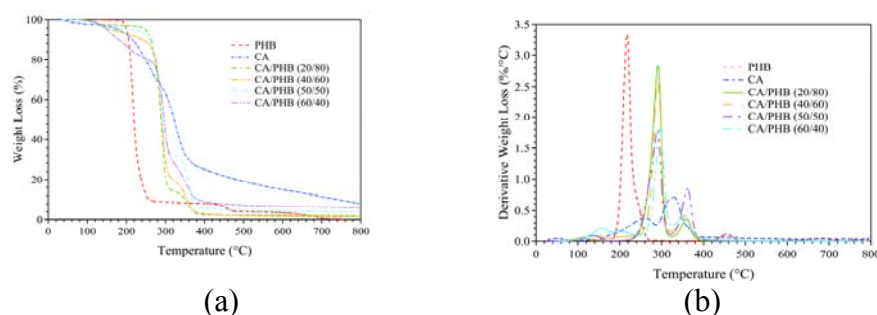 100
80
60
40
20
0
0 100 200 300 400 500 600 700 800
Weight Loss (%)
Temperature (°C)
PHB
CA
CA/PHB (20/80)
CA/PHB (40/60)
CA/PHB (50/50)
CA/PHB (60/40)
(a)
3.5
3.0
2.5
2.0
1.5
1.0
0.5
0.0
0 100 200 300 400 500 600 700 800
Derivative Weight Loss (%/°C)
Temperature (°C)
PHB
CA
CA/PHB (20/80)
CA/PHB (40/60)
CA/PHB (50/50)
CA/PHB (60/40)
(b)